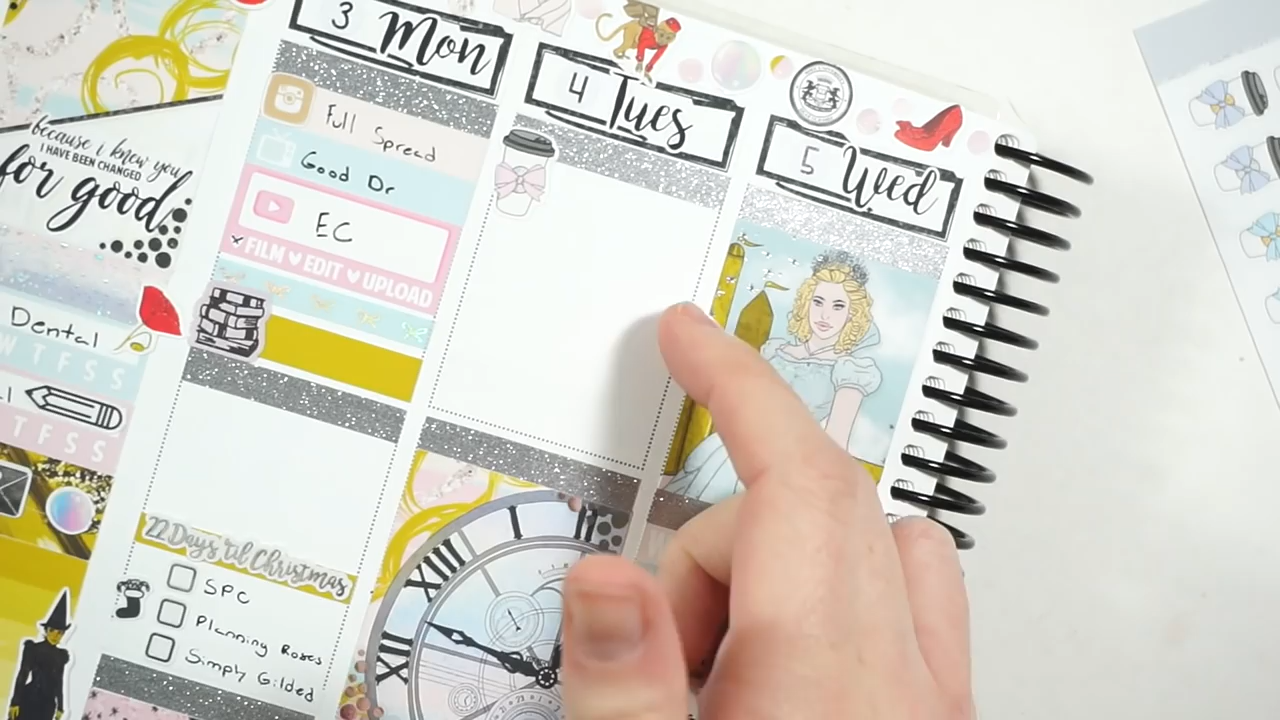 because i knew you
I HAVE BEEN CHANGED
for good
Dental
W T F S S
T F S S
3 Mon
Full Spread
Good Dr
EC
FILM ♥ EDIT ♥ UPLOAD
22 Days 'til Christmas
SPC
Planning Roses
Simply Gilded
4 Tues
5 Wed